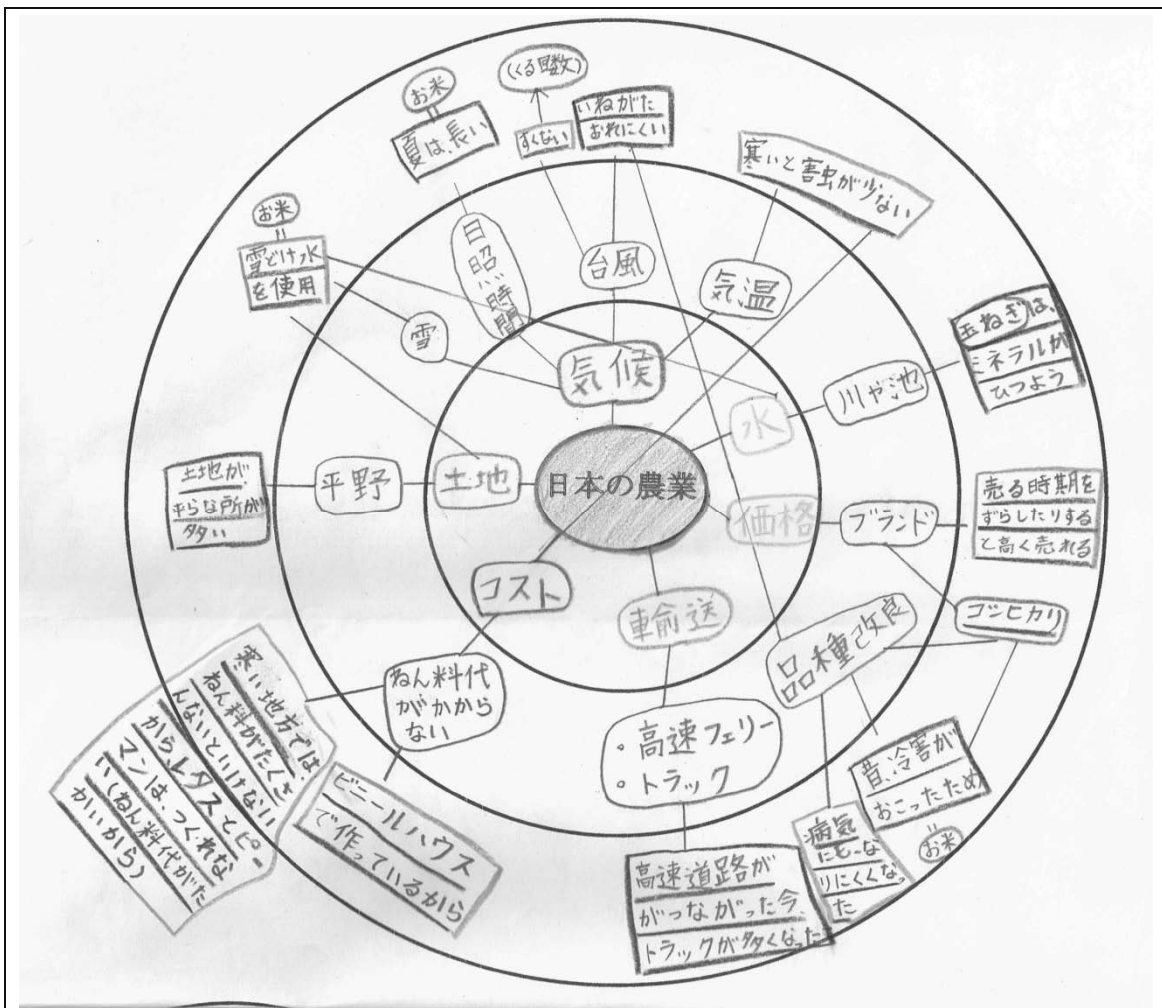 (くる回数)
お米
夏は、長い
すくない
いねがた
おれにくい
寒いと害虫が少ない
お米
雪どけ水
を使用
日照時間
台風
気温
雪
気候
玉ねぎは、
ミネラルが
ひつよう
川や池
水
土地が
平らな所が
多い
平野
土地
日本の農業
価格
ブランド
売る時期を
ずらしたりする
と高く売れる
コスト
輸送
コシヒカリ
品種改良
ねん料代
がかから
ない
・高速フェリー
・トラック
寒い地方では
ねん料がたくさ
んないといけない
からレタスとピー
マンは、つくれな
い(ねん料代がた
かいから)
ビニールハウス
で作っているから
高速道路が
がつながった今、
トラックが多くなった
病気
にも な
りにくくなっ
た
昔、冷害が
おこったため
お米